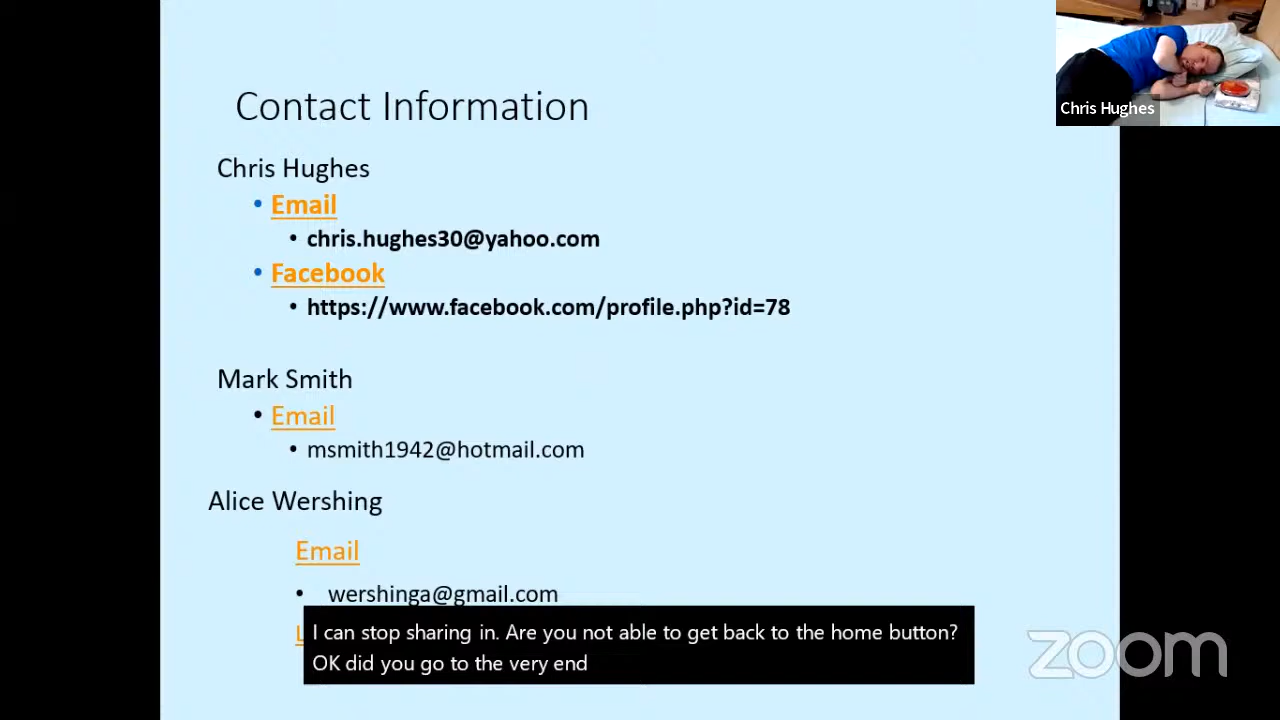 Contact Information
Chris Hughes
Chris Hughes
• Email
• chris.hughes30@yahoo.com
• Facebook
• https://www.facebook.com/profile.php?id=78
Mark Smith
• Email
• msmith1942@hotmail.com
Alice Wershing
Email
• wershinga@gmail.com
I can stop sharing in. Are you not able to get back to the home button?
OK did you go to the very end
zoom